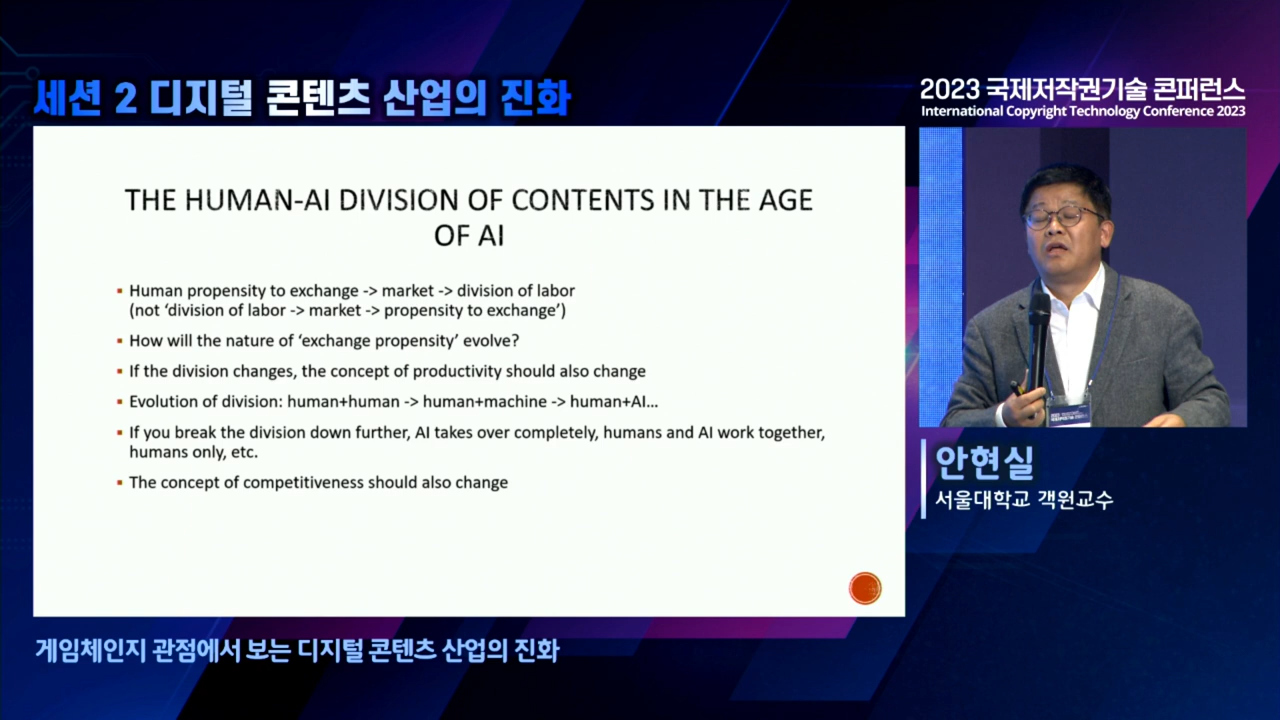 세션 2 디지털 콘텐츠 산업의 진화
2023 국제저작권기술 콘퍼런스
International Copyright Technology Conference 2023
THE HUMAN-AI DIVISION OF CONTENTS IN THE AGE
OF AI
▪ Human propensity to exchange -> market -> division of labor
(not ‘division of labor -> market -> propensity to exchange’)
▪ How will the nature of ‘exchange propensity’ evolve?
▪ If the division changes, the concept of productivity should also change
▪ Evolution of division: human+human -> human+machine -> human+AI…
▪ If you break the division down further, AI takes over completely, humans and AI work together,
humans only, etc.
▪ The concept of competitiveness should also change
안현실
서울대학교 객원교수
게임체인지 관점에서 보는 디지털 콘텐츠 산업의 진화